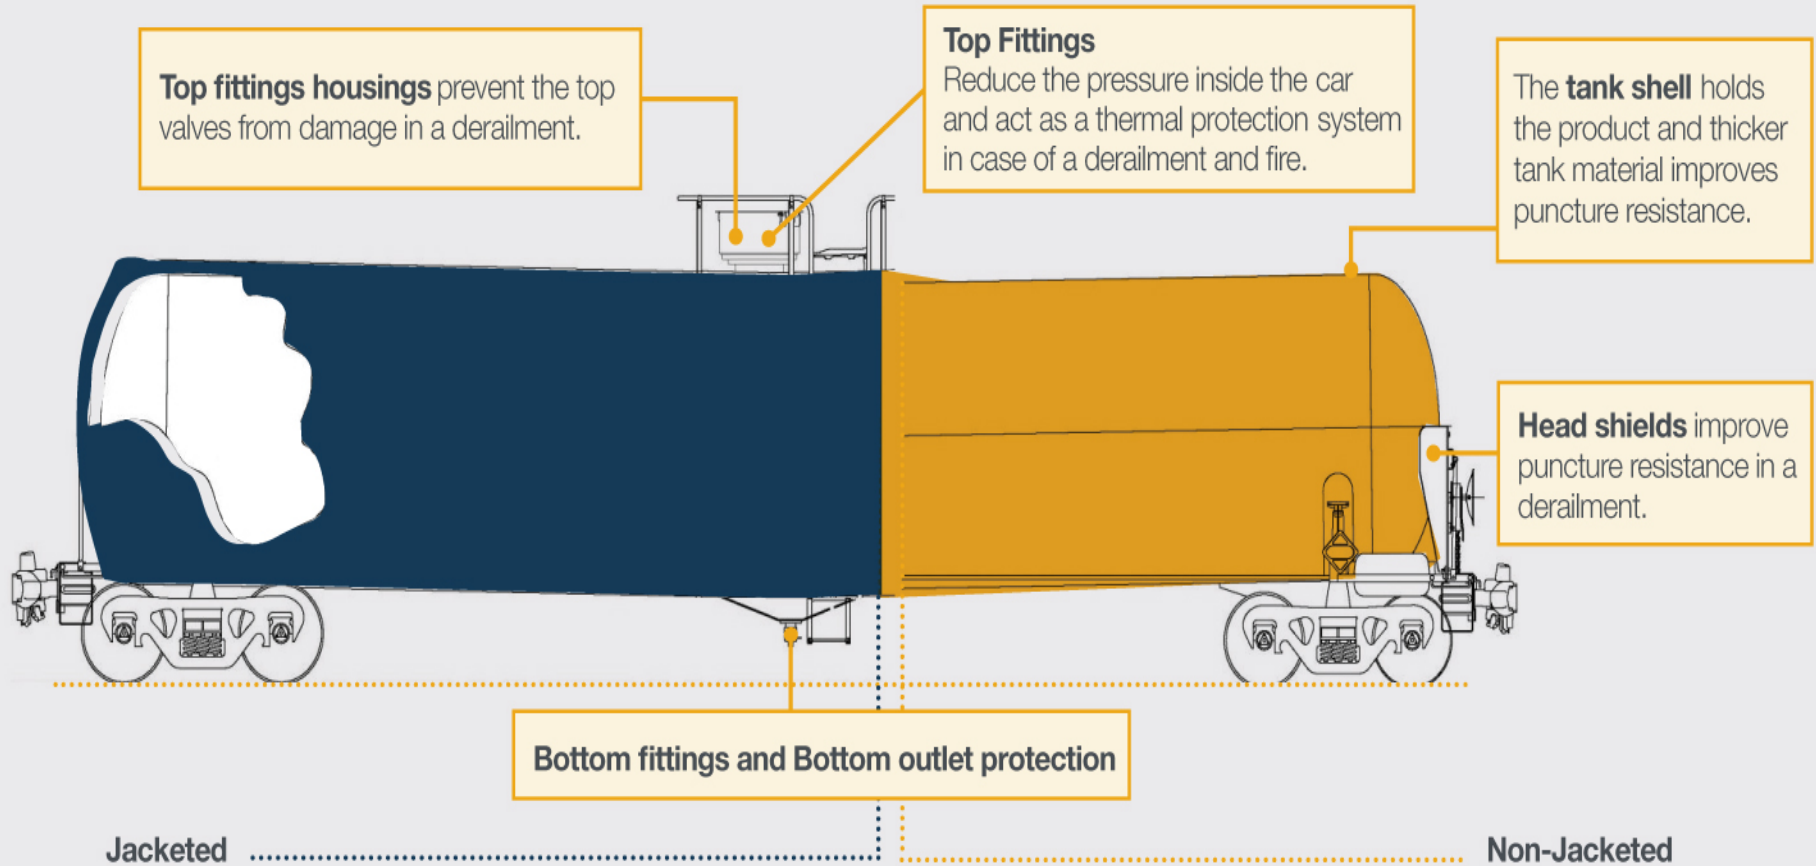 Top fittings housings prevent the top
valves from damage in a derailment.
Top Fittings
Reduce the pressure inside the car
and act as a thermal protection system
in case of a derailment and fire.
The tank shell holds
the product and thicker
tank material improves
puncture resistance.
Head shields improve
puncture resistance in a
derailment.
Bottom fittings and Bottom outlet protection
Jacketed
Non-Jacketed